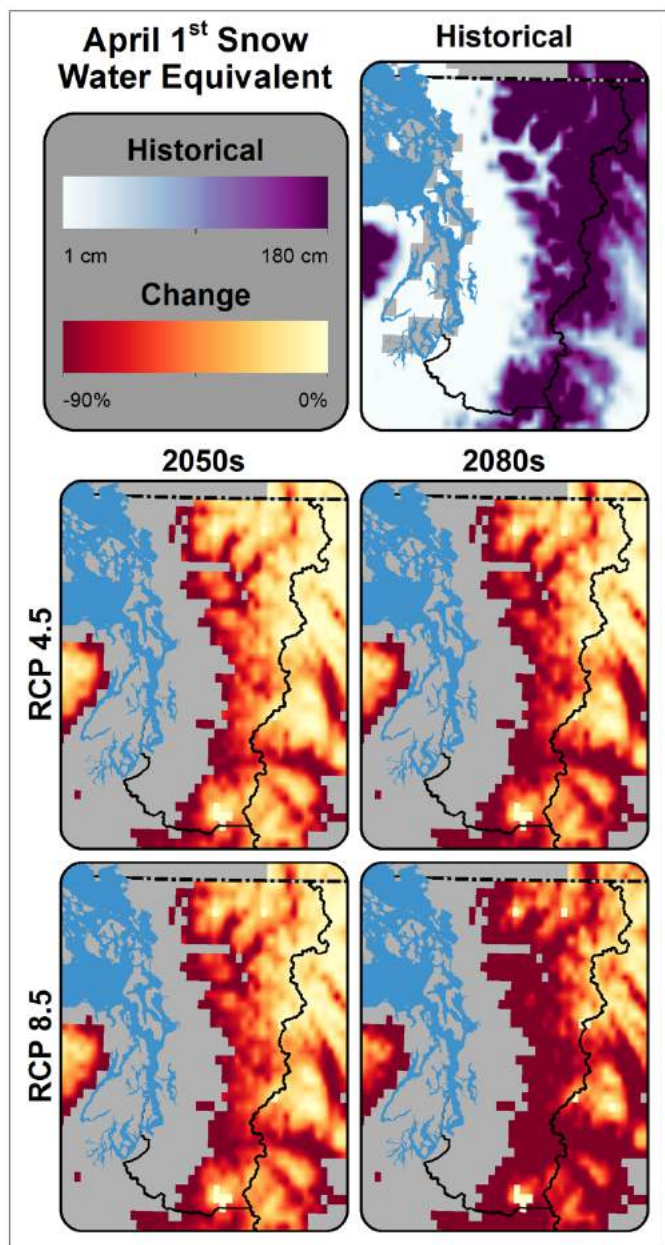 April 1st Snow
Water Equivalent
Historical
Historical
1 cm
180 cm
Change
-90%
0%
2050s
2080s
RCP 4.5
RCP 8.5